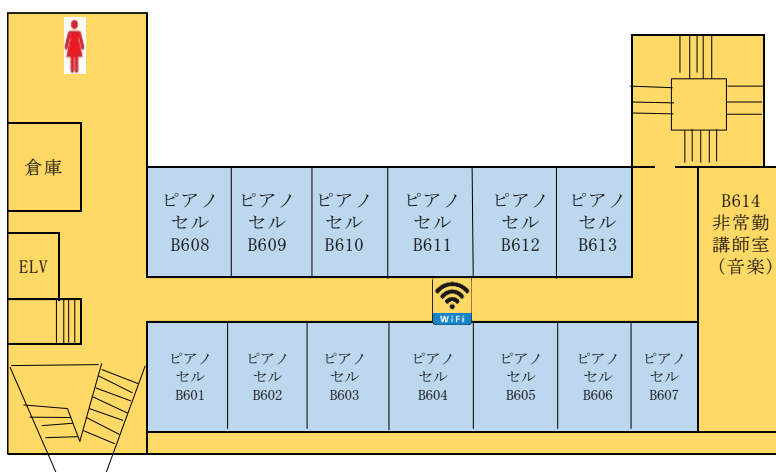 倉庫
ELV
ピアノ
セル
B608
ピアノ
セル
B609
ピアノ
セル
B610
ピアノ
セル
B611
ピアノ
セル
B612
ピアノ
セル
B613
B614
非常勤
講師室
(音楽)
WiFi
ピアノ
セル
B601
ピアノ
セル
B602
ピアノ
セル
B603
ピアノ
セル
B604
ピアノ
セル
B605
ピアノ
セル
B606
ピアノ
セル
B607